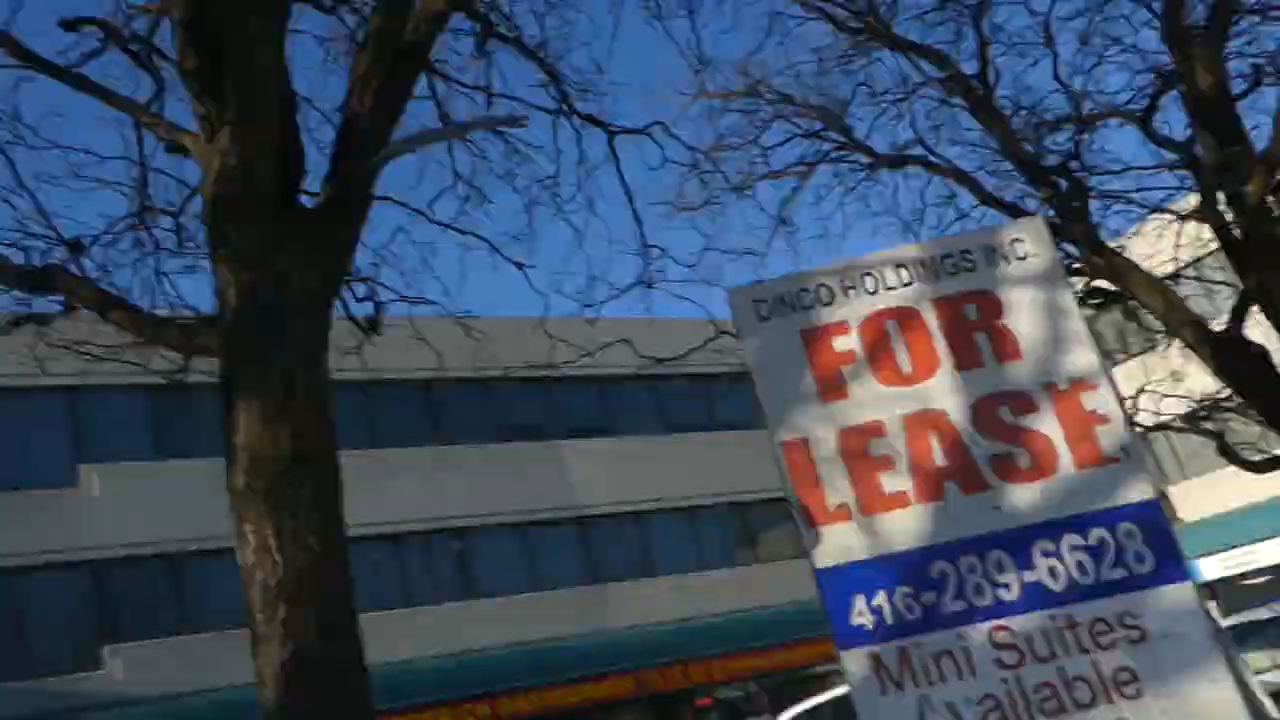 DINCO HOLDINGS INC.
FOR
LEASE
416-289-6628
Mini Suites
Available